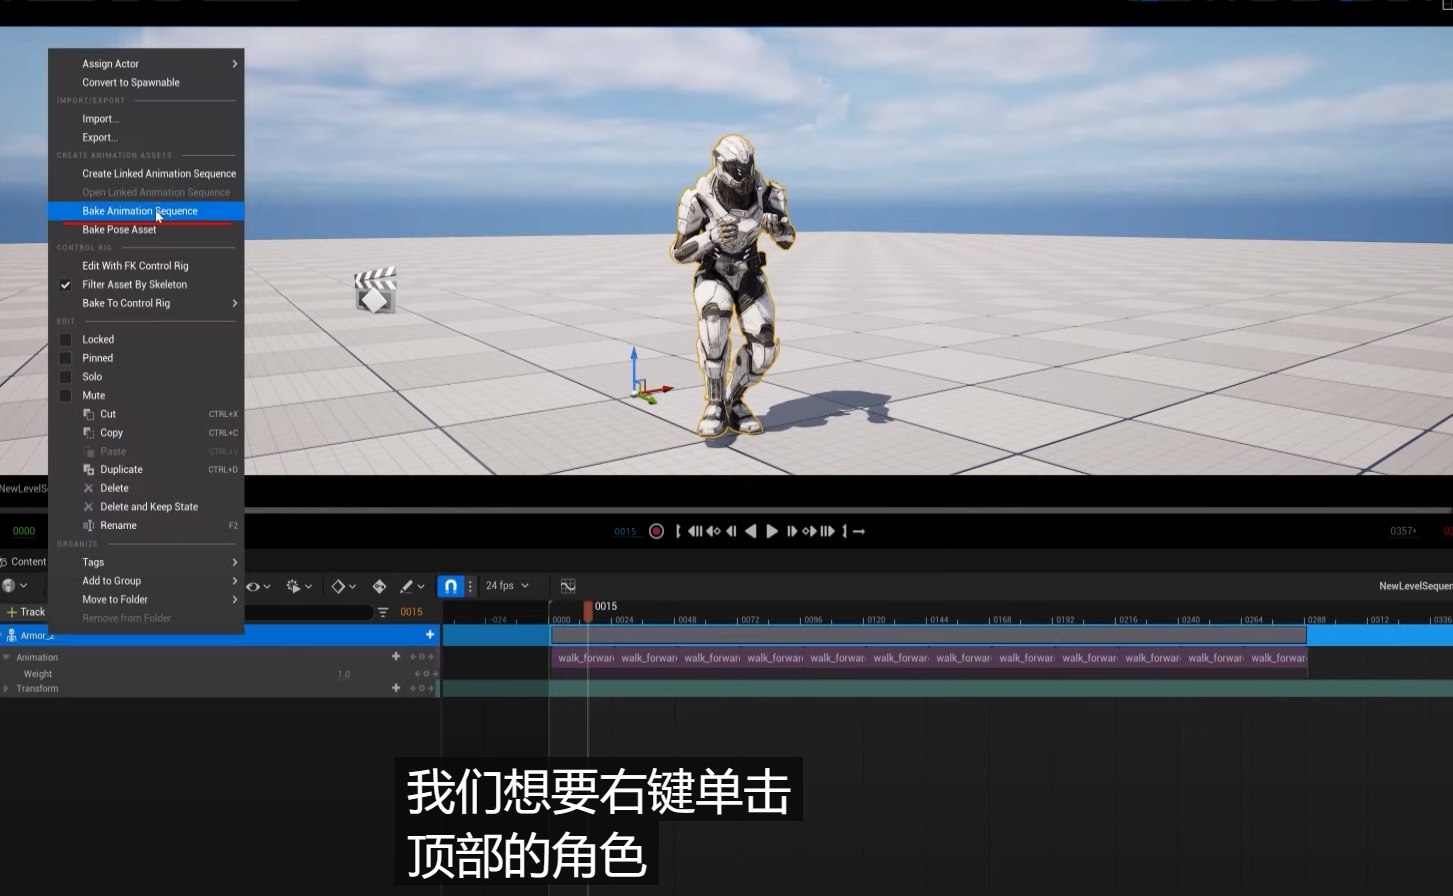 Assign Actor
Convert to Spawnable
IMPORT/EXPORT
Import...
Export...
CREATE ANIMATION ASSETS
Create Linked Animation Sequence
Open Linked Animation Sequence
Bake Animation Sequence
Bake Pose Asset
CONTROL RIG
Edit With FK Control Rig
Filter Asset By Skeleton
Bake To Control Rig
EDIT
Locked
Pinned
Solo
Mute
Cut CTRL+X
Copy CTRL+C
Paste CTRL+V
Duplicate CTRL+D
Delete
Delete and Keep State
Rename F2
ORGANIZE
Tags
Add to Group
Move to Folder
Remove from Folder
NewLevelS
0000 0015 0357+
Content
24 fps NewLevelSequen
+ Track 0015 0015
-024 0000 0024 0048 0072 0096 0120 0144 0168 0192 0216 0240 0264 0288 0312 0336
Armor_2
Animation walk_forwar walk_forwar walk_forwar walk_forwar walk_forwar walk_forwar walk_forwar walk_forwar walk_forwar walk_forwar walk_forwar walk_forwar
Weight 1.0
Transform
我们想要右键单击
顶部的角色